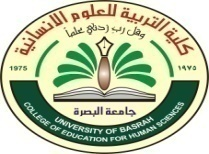 كلية التربية للعلوم الإنسانية
وقل رب زدني علماً
1975
١٩٧٥
جامعة البصرة
UNIVERSITY OF BASRAH
COLLEGE OF EDUCATION FOR HUMAN SCIENCES